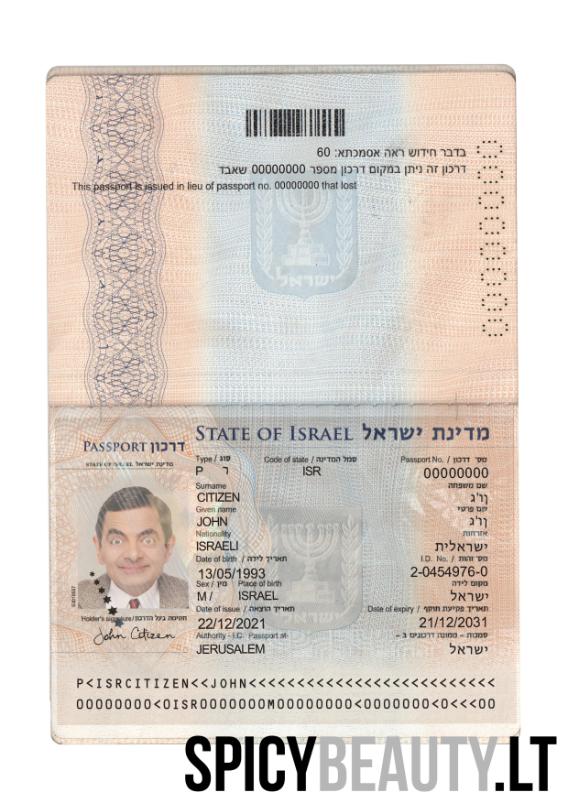 בדבר חידוש ראה אסמכתא: 60
דרכון זה ניתן במקום דרכון מספר 00000000 שאבד
This passport is issued in lieu of passport no. 00000000 that lost
00000000
ישראל
PASSPORT דרכון
STATE OF ISRAEL מדינת ישראל
STATE OF ISRAEL מדינת ישראל
Type / סוג Code of state / סמל המדינה Passport No. / מס' דרכון
P ר ISR 00000000
Surname שם משפחה
CITIZEN ן'ג
Given name שם פרטי
JOHN
Nationality אזרחות
ISRAELI ישראלית
Date of birth / תאריך לידה I.D. No. / מס' זהות
13/05/1993 2-0454976-0
Sex / מין Place of birth מקום לידה
M / ISRAEL ישראל
Date of issue / תאריך הוצאה Date of expiry / תאריך פקיעת תוקף
22/12/2021 21/12/2031
Authority - I.C. Passport at סמכות - ממונה דרכונים ב -
JERUSALEM ישראל
Holder's signature / חתימת בעל הדרכון
John Citizen
P<ISRCITIZEN<<JOHN<<<<<<<<<<<<<<<<<<<<<<<<<<
00000000<0ISR0000000M00000000<0000000<0<<<00
SPICYBEAUTY.LT